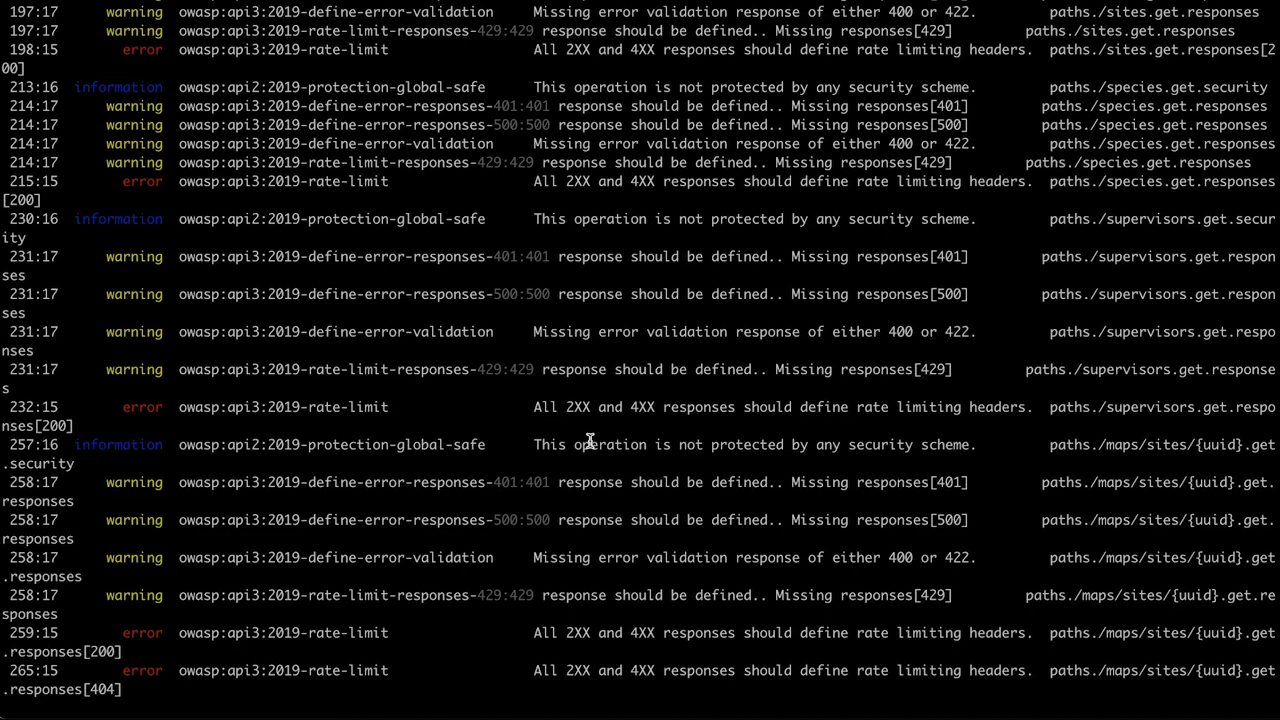 197:17      warning  owasp:api3:2019-define-error-validation     Missing error validation response of either 400 or 422.      paths./sites.get.responses
197:17      warning  owasp:api3:2019-rate-limit-responses-429:429 response should be defined.. Missing responses[429]         paths./sites.get.responses
198:15        error  owasp:api3:2019-rate-limit                  All 2XX and 4XX responses should define rate limiting headers.  paths./sites.get.responses[2
00]
213:16  information  owasp:api2:2019-protection-global-safe      This operation is not protected by any security scheme.         paths./species.get.security
214:17      warning  owasp:api3:2019-define-error-responses-401:401 response should be defined.. Missing responses[401]         paths./species.get.responses
214:17      warning  owasp:api3:2019-define-error-responses-500:500 response should be defined.. Missing responses[500]         paths./species.get.responses
214:17      warning  owasp:api3:2019-define-error-validation     Missing error validation response of either 400 or 422.         paths./species.get.responses
214:17      warning  owasp:api3:2019-rate-limit-responses-429:429 response should be defined.. Missing responses[429]         paths./species.get.responses
215:15        error  owasp:api3:2019-rate-limit                  All 2XX and 4XX responses should define rate limiting headers.  paths./species.get.responses
[200]
230:16  information  owasp:api2:2019-protection-global-safe      This operation is not protected by any security scheme.         paths./supervisors.get.secur
ity
231:17      warning  owasp:api3:2019-define-error-responses-401:401 response should be defined.. Missing responses[401]         paths./supervisors.get.respon
ses
231:17      warning  owasp:api3:2019-define-error-responses-500:500 response should be defined.. Missing responses[500]         paths./supervisors.get.respon
ses
231:17      warning  owasp:api3:2019-define-error-validation     Missing error validation response of either 400 or 422.         paths./supervisors.get.respo
nses
231:17      warning  owasp:api3:2019-rate-limit-responses-429:429 response should be defined.. Missing responses[429]         paths./supervisors.get.response
s
232:15        error  owasp:api3:2019-rate-limit                  All 2XX and 4XX responses should define rate limiting headers.  paths./supervisors.get.respo
nses[200]
257:16  information  owasp:api2:2019-protection-global-safe      This operation is not protected by any security scheme.         paths./maps/sites/{uuid}.get
.security
258:17      warning  owasp:api3:2019-define-error-responses-401:401 response should be defined.. Missing responses[401]         paths./maps/sites/{uuid}.get.
responses
258:17      warning  owasp:api3:2019-define-error-responses-500:500 response should be defined.. Missing responses[500]         paths./maps/sites/{uuid}.get.
responses
258:17      warning  owasp:api3:2019-define-error-validation     Missing error validation response of either 400 or 422.         paths./maps/sites/{uuid}.get
.responses
258:17      warning  owasp:api3:2019-rate-limit-responses-429:429 response should be defined.. Missing responses[429]         paths./maps/sites/{uuid}.get.re
sponses
259:15        error  owasp:api3:2019-rate-limit                  All 2XX and 4XX responses should define rate limiting headers.  paths./maps/sites/{uuid}.get
.responses[200]
265:15        error  owasp:api3:2019-rate-limit                  All 2XX and 4XX responses should define rate limiting headers.  paths./maps/sites/{uuid}.get
.responses[404]